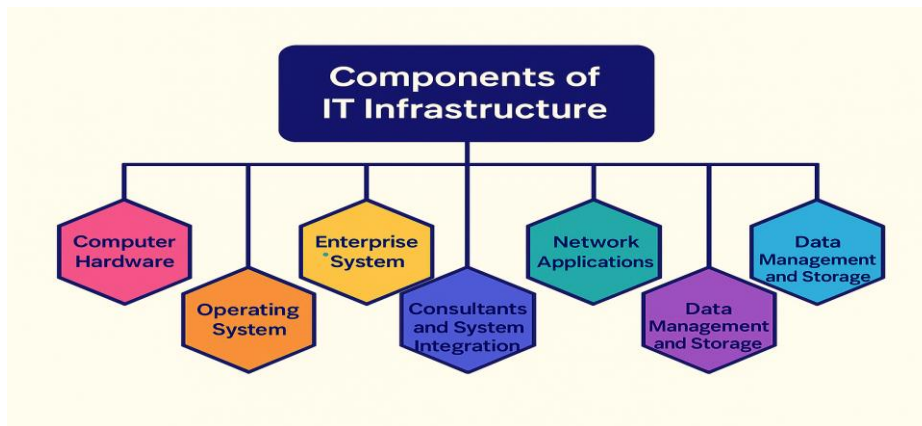 Components of
IT Infrastructure
Computer
Hardware
Operating
System
Enterprise
System
Consultants
and System
Integration
Network
Applications
Data
Management
and Storage
Data
Management
and Storage